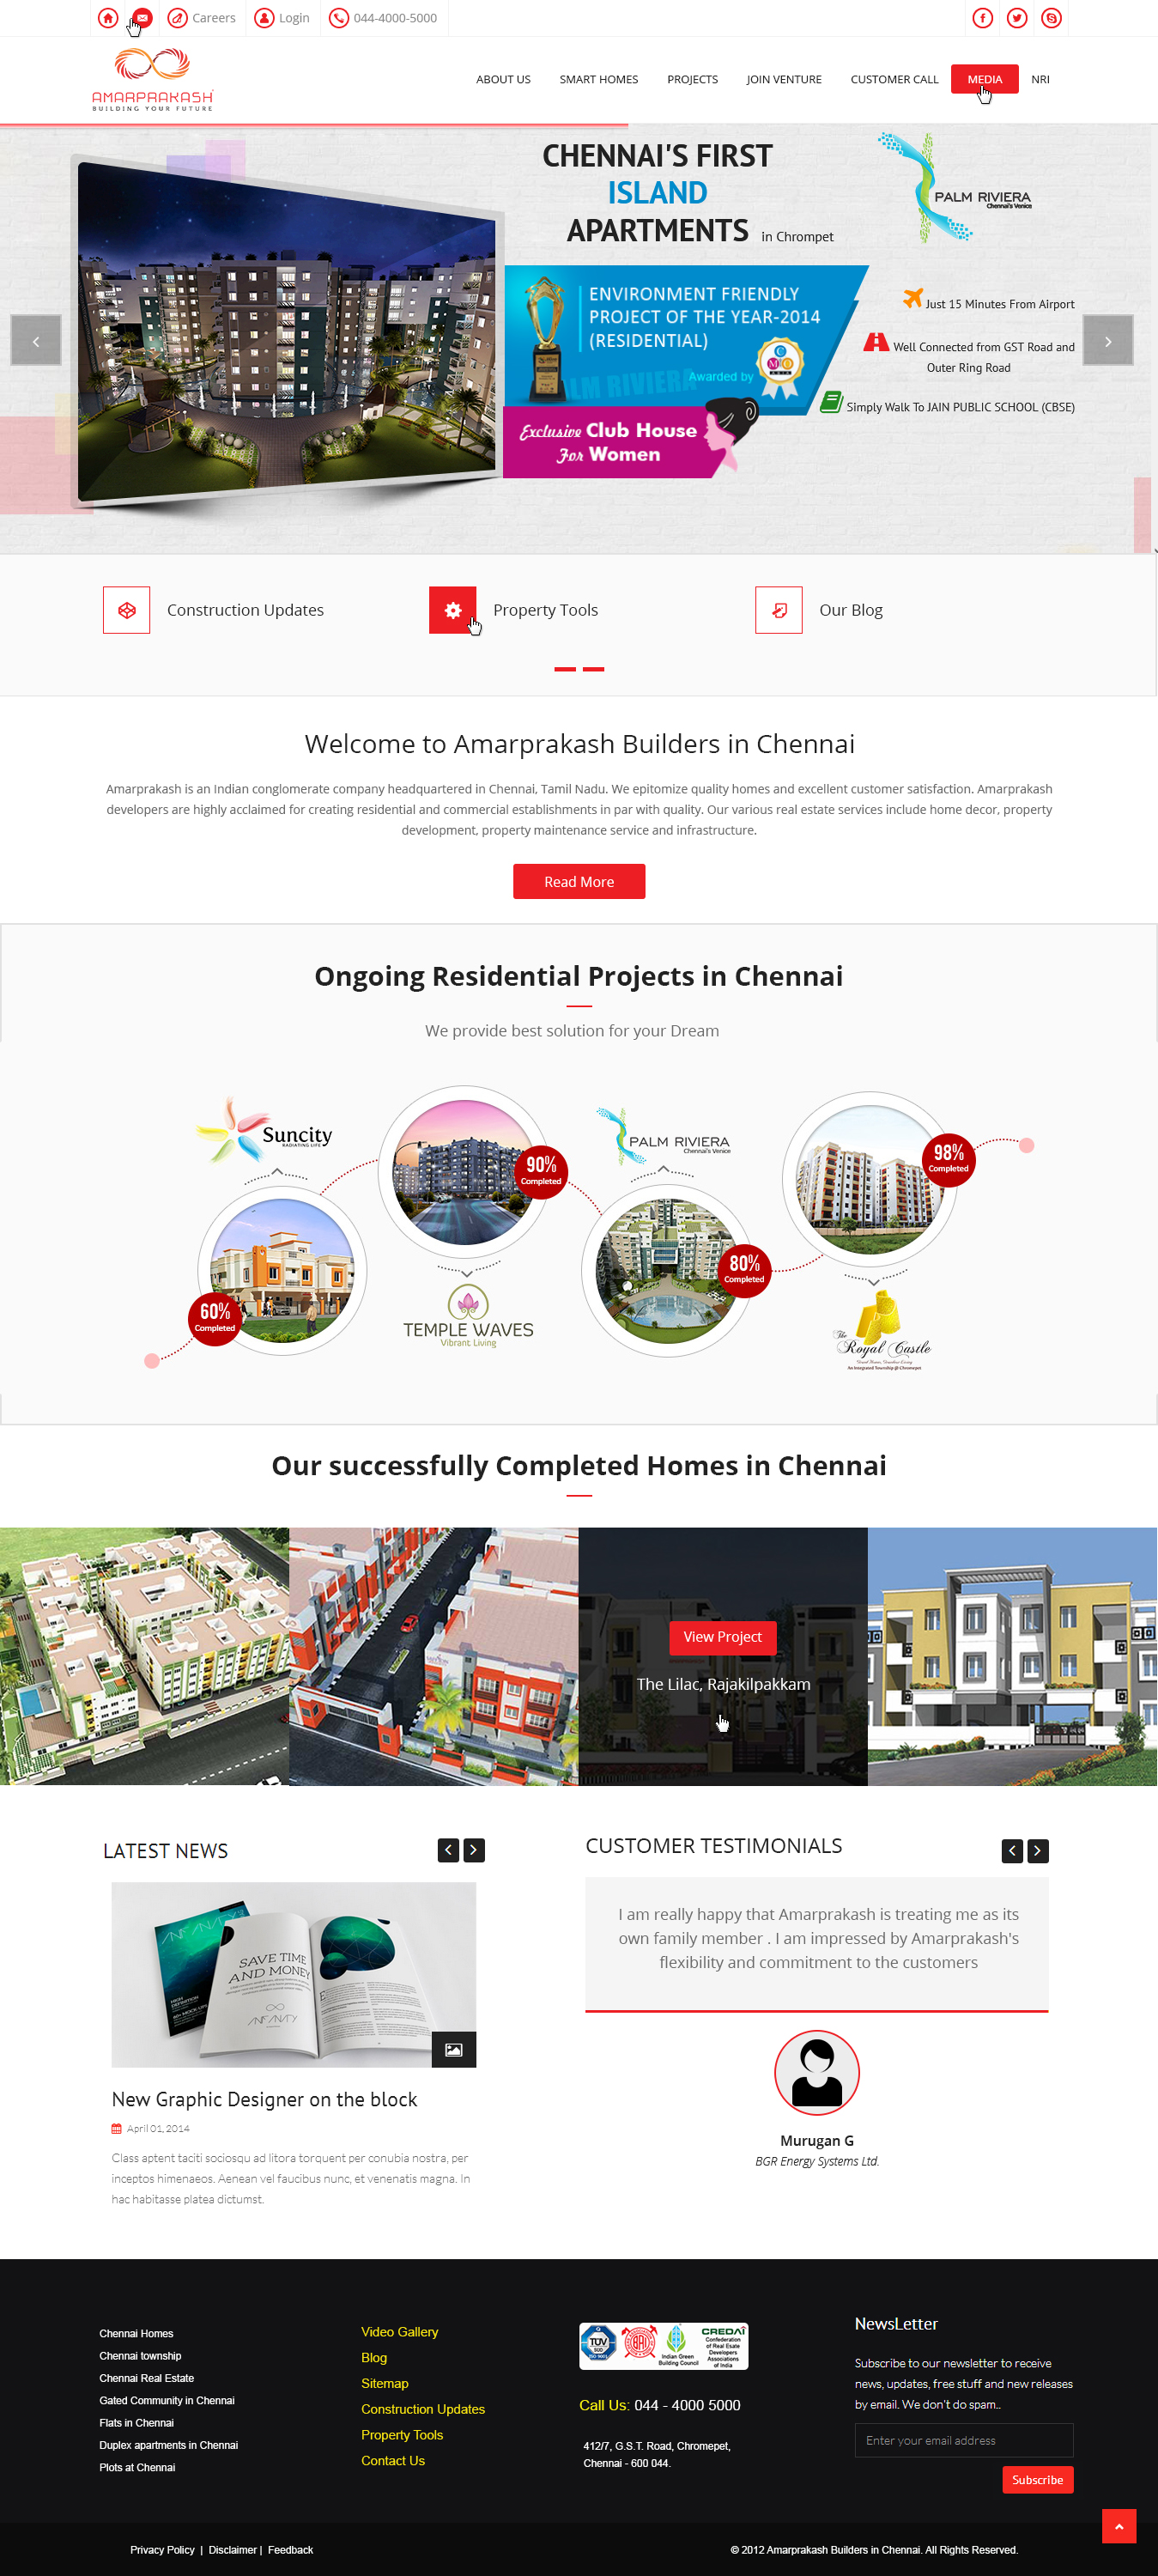 Careers
Login
044-4000-5000
AMARPRAKASH
BUILDING YOUR FUTURE
ABOUT US
SMART HOMES
PROJECTS
JOIN VENTURE
CUSTOMER CALL
MEDIA
NRI
CHENNAI'S FIRST
ISLAND
APARTMENTS in Chrompet
PALM RIVIERA
Chennai's Venice
ENVIRONMENT FRIENDLY
PROJECT OF THE YEAR-2014
(RESIDENTIAL)
Awarded by
Exclusive Club House
For Women
Just 15 Minutes From Airport
Well Connected from GST Road and
Outer Ring Road
Simply Walk To JAIN PUBLIC SCHOOL (CBSE)
Construction Updates
Property Tools
Our Blog
Welcome to Amarprakash Builders in Chennai
Amarprakash is an Indian conglomerate company headquartered in Chennai, Tamil Nadu. We epitomize quality homes and excellent customer satisfaction. Amarprakash
developers are highly acclaimed for creating residential and commercial establishments in par with quality. Our various real estate services include home decor, property
development, property maintenance service and infrastructure.
Read More
Ongoing Residential Projects in Chennai
We provide best solution for your Dream
Suncity
RADIATING LIFE
60%
Completed
90%
Completed
TEMPLE WAVES
Vibrant Living
PALM RIVIERA
Chennai's Venice
80%
Completed
98%
Completed
The
Royal Castle
An Integrated Township @ Chromepet
Our successfully Completed Homes in Chennai
View Project
The Lilac, Rajakilpakkam
LATEST NEWS
SAVE TIME
AND MONEY
INFINITY
New Graphic Designer on the block
April 01, 2014
Class aptent taciti sociosqu ad litora torquent per conubia nostra, per
inceptos himenaeos. Aenean vel faucibus nunc, et venenatis magna. In
hac habitasse platea dictumst.
CUSTOMER TESTIMONIALS
I am really happy that Amarprakash is treating me as its
own family member . I am impressed by Amarprakash's
flexibility and commitment to the customers
Murugan G
BGR Energy Systems Ltd.
Chennai Homes
Chennai township
Chennai Real Estate
Gated Community in Chennai
Flats in Chennai
Duplex apartments in Chennai
Plots at Chennai
Video Gallery
Blog
Sitemap
Construction Updates
Property Tools
Contact Us
TUV
SUD
ISO 9001
BAI
Indian Green
Building Council
CREDAI
Confederation
of Real Esate
Developers
Associations
of India
Call Us: 044 - 4000 5000
412/7, G.S.T. Road, Chromepet,
Chennai - 600 044.
NewsLetter
Subscribe to our newsletter to receive
news, updates, free stuff and new releases
by email. We don't do spam..
Enter your email address
Subscribe
Privacy Policy | Disclaimer | Feedback
© 2012 Amarprakash Builders in Chennai. All Rights Reserved.